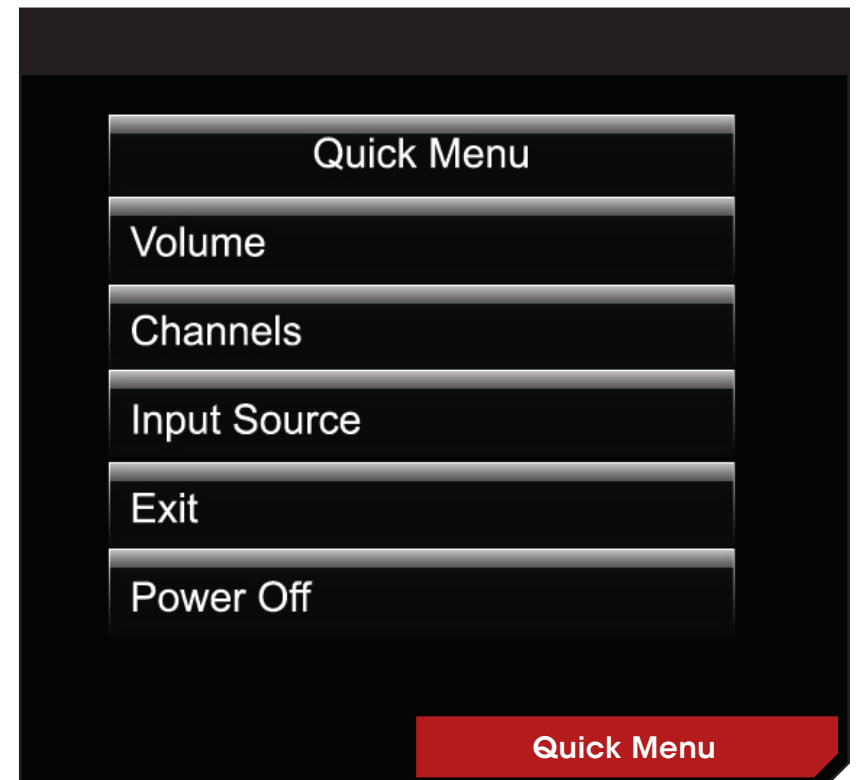 Quick Menu
Volume
Channels
Input Source
Exit
Power Off
Quick Menu